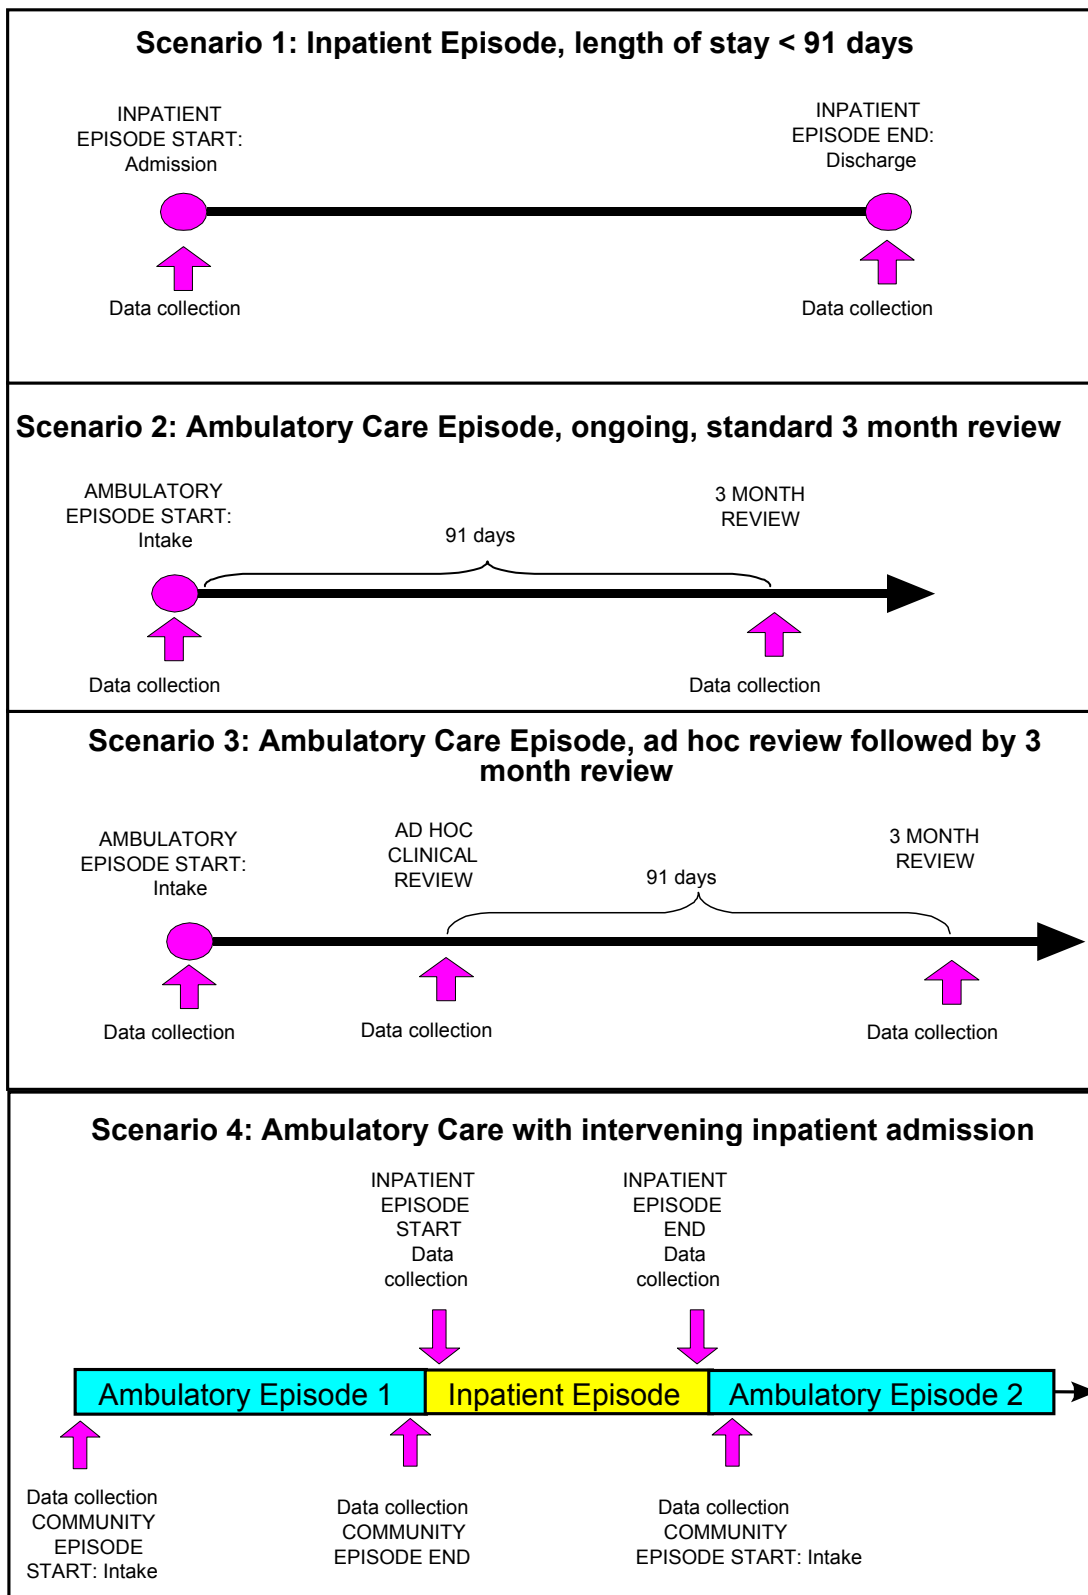 Scenario 1: Inpatient Episode, length of stay < 91 days
INPATIENT
EPISODE START:
Admission
INPATIENT
EPISODE END:
Discharge
Data collection
Data collection
Scenario 2: Ambulatory Care Episode, ongoing, standard 3 month review
AMBULATORY
EPISODE START:
Intake
91 days
3 MONTH
REVIEW
Data collection
Data collection
Scenario 3: Ambulatory Care Episode, ad hoc review followed by 3
month review
AMBULATORY
EPISODE START:
Intake
AD HOC
CLINICAL
REVIEW
91 days
3 MONTH
REVIEW
Data collection
Data collection
Data collection
Scenario 4: Ambulatory Care with intervening inpatient admission
INPATIENT
EPISODE
START
Data
collection
INPATIENT
EPISODE
END
Data
collection
Ambulatory Episode 1
Inpatient Episode
Ambulatory Episode 2
Data collection
COMMUNITY
EPISODE
START: Intake
Data collection
COMMUNITY
EPISODE END
Data collection
COMMUNITY
EPISODE START: Intake